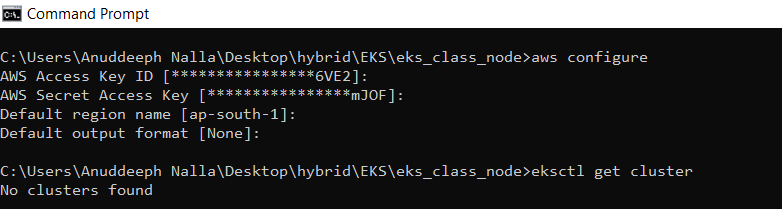 Command Prompt
C:\Users\Anuddeeph Nalla\Desktop\hybrid\EKS\eks_class_node>aws configure
AWS Access Key ID [****************6VE2]:
AWS Secret Access Key [****************mJOF]:
Default region name [ap-south-1]:
Default output format [None]:
C:\Users\Anuddeeph Nalla\Desktop\hybrid\EKS\eks_class_node>eksctl get cluster
No clusters found